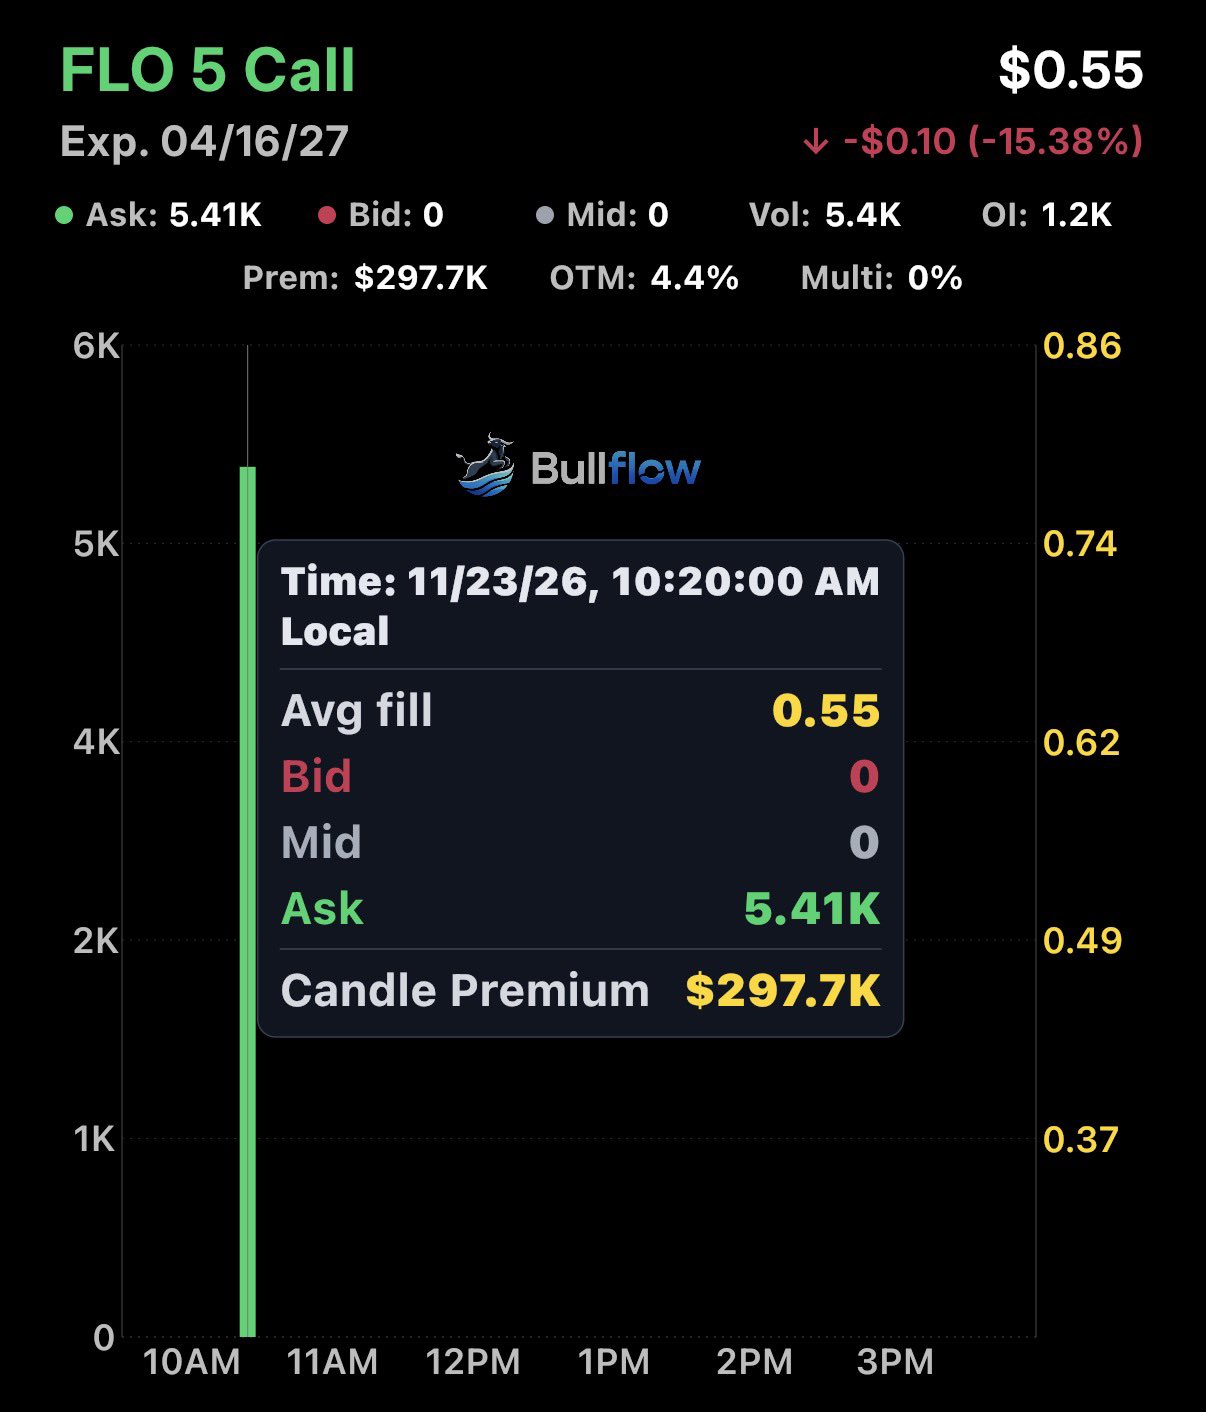 FLO 5 Call
$0.55
Exp. 04/16/27
↓ -$0.10 (-15.38%)
Ask: 5.41K Bid: 0 Mid: 0 Vol: 5.4K OI: 1.2K
Prem: $297.7K OTM: 4.4% Multi: 0%
6K
0.86
Bullflow
5K
0.74
Time: 11/23/26, 10:20:00 AM
Local
Avg fill 0.55
4K
0.62
Bid 0
Mid 0
Ask 5.41K
2K
0.49
Candle Premium $297.7K
1K
0.37
0
10AM 11AM 12PM 1PM 2PM 3PM